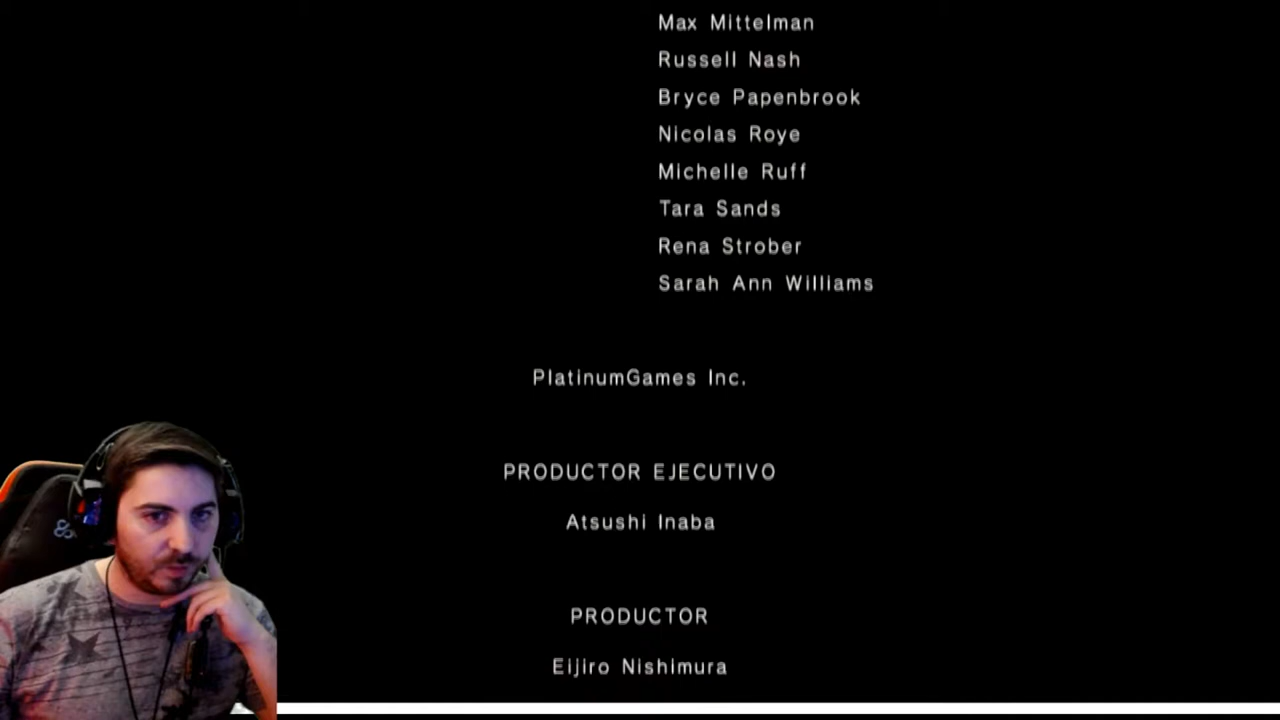 Max Mittelman
Russell Nash
Bryce Papenbrook
Nicolas Roye
Michelle Ruff
Tara Sands
Rena Strober
Sarah Ann Williams
PlatinumGames Inc.
PRODUCTOR EJECUTIVO
Atsushi Inaba
PRODUCTOR
Eijiro Nishimura